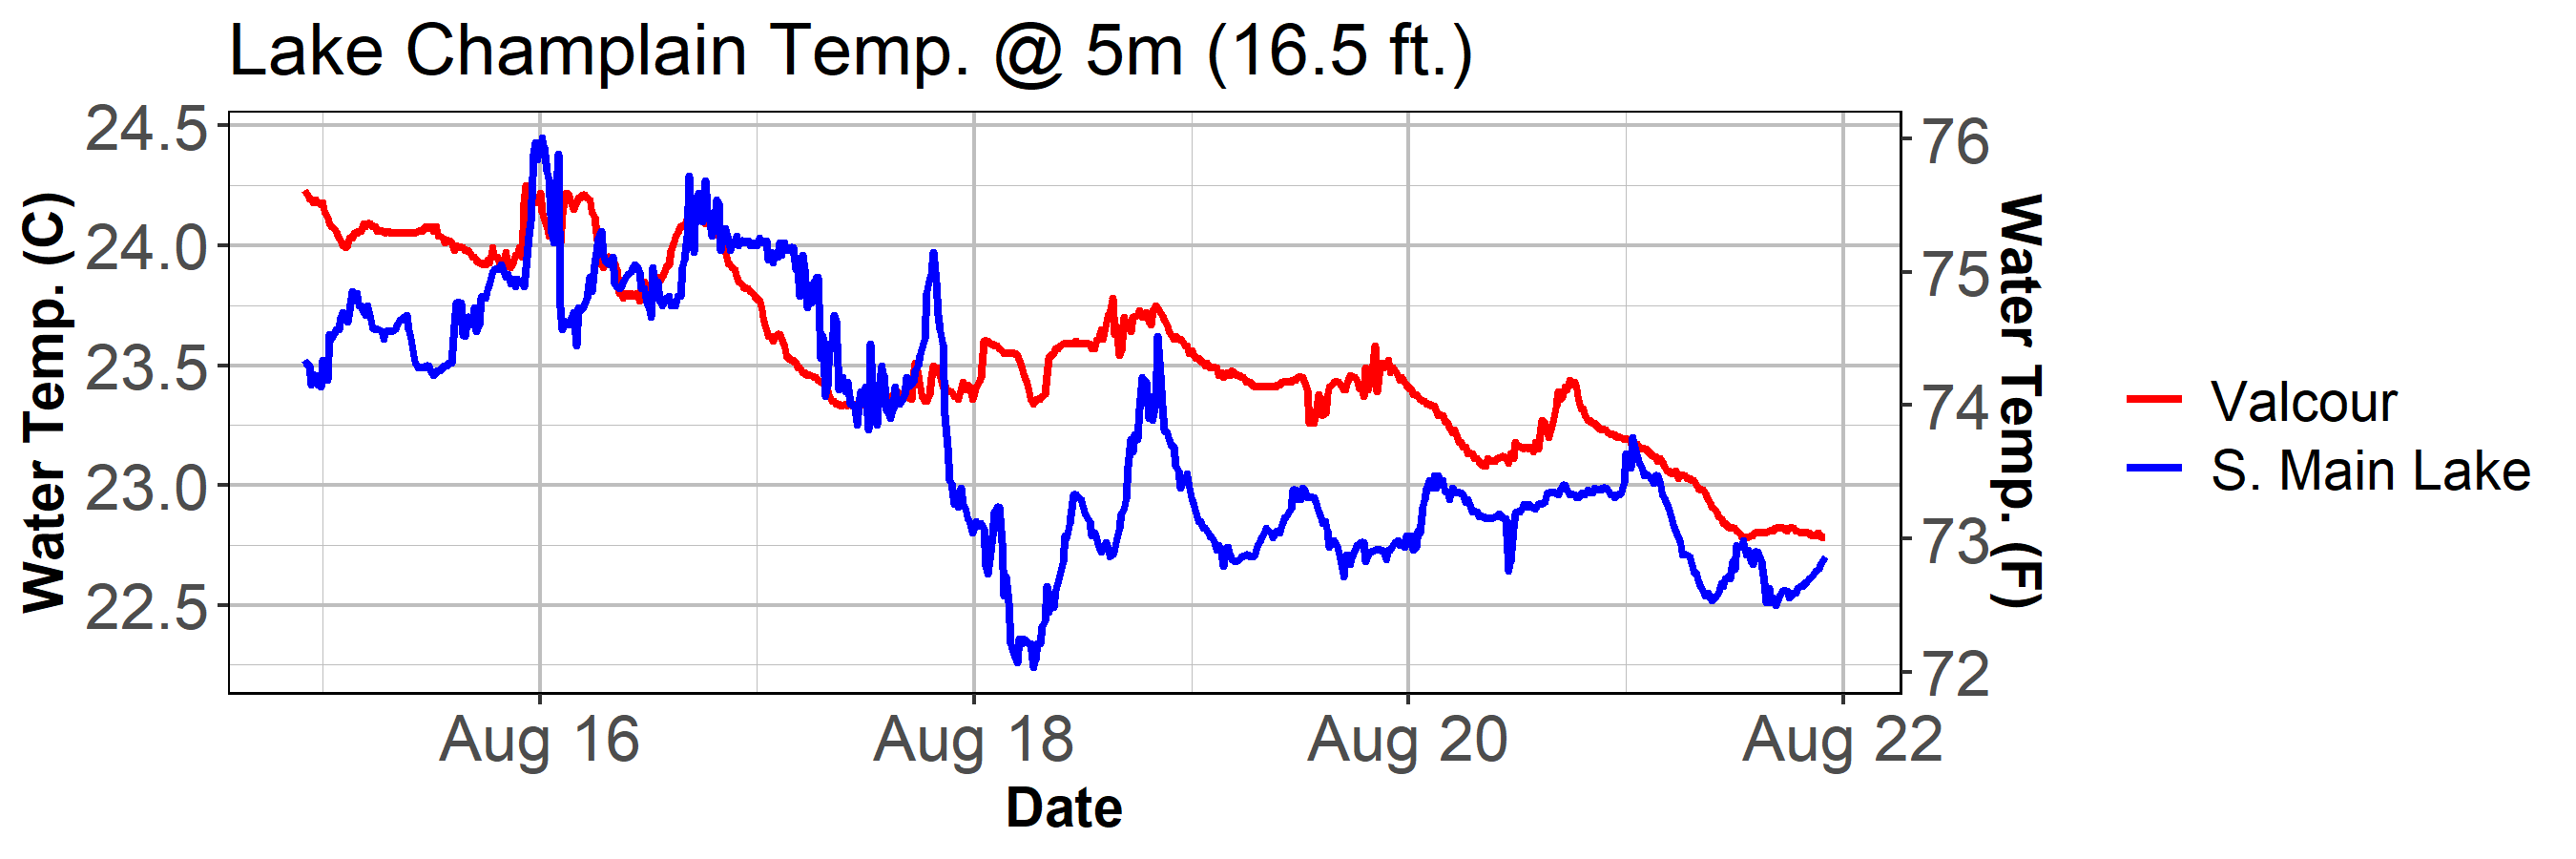 Lake Champlain Temp. @ 5m (16.5 ft.)
Water Temp. (C)
24.5
24.0
23.5
23.0
22.5
76
75
74
73
72
Water Temp. (F)
Aug 16
Aug 18
Aug 20
Aug 22
Date
Valcour
S. Main Lake